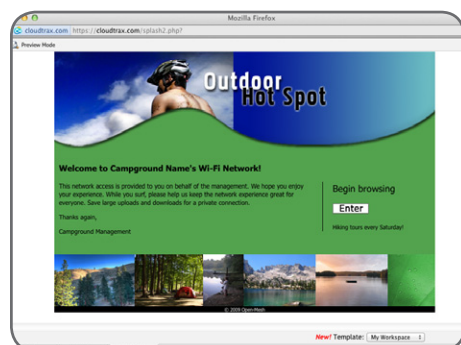 Mozilla Firefox
cloudtrax.com https://cloudtrax.com/splash2.php?
Preview Mode
Outdoor
Hot Spot
Welcome to Campground Name's Wi-Fi Network!
This network access is provided to you on behalf of the management. We hope you enjoy
your experience. While you surf, please help us keep the network experience great for
everyone. Save large uploads and downloads for a private connection.
Thanks again,
Campground Management
Begin browsing
Enter
Hiking tours every Saturday!
© 2009 Open-Mesh
New! Template: My Workspace